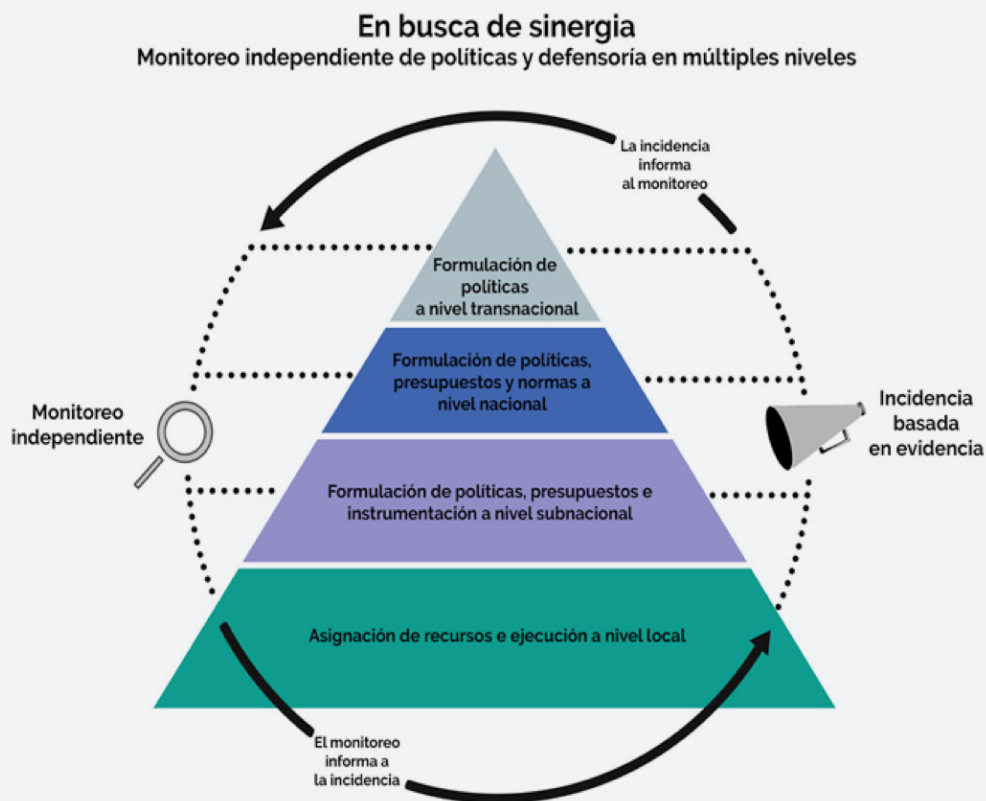 En busca de sinergia
Monitoreo independiente de políticas y defensoría en múltiples niveles
La incidencia
informa
al monitoreo
Formulación de
políticas
a nivel transnacional
Formulación de políticas,
presupuestos y normas a
nivel nacional
Monitoreo
independiente
Incidencia
basada
en evidencia
Formulación de políticas, presupuestos e
instrumentación a nivel subnacional
Asignación de recursos e ejecución a nivel local
El monitoreo
informa a
la incidencia